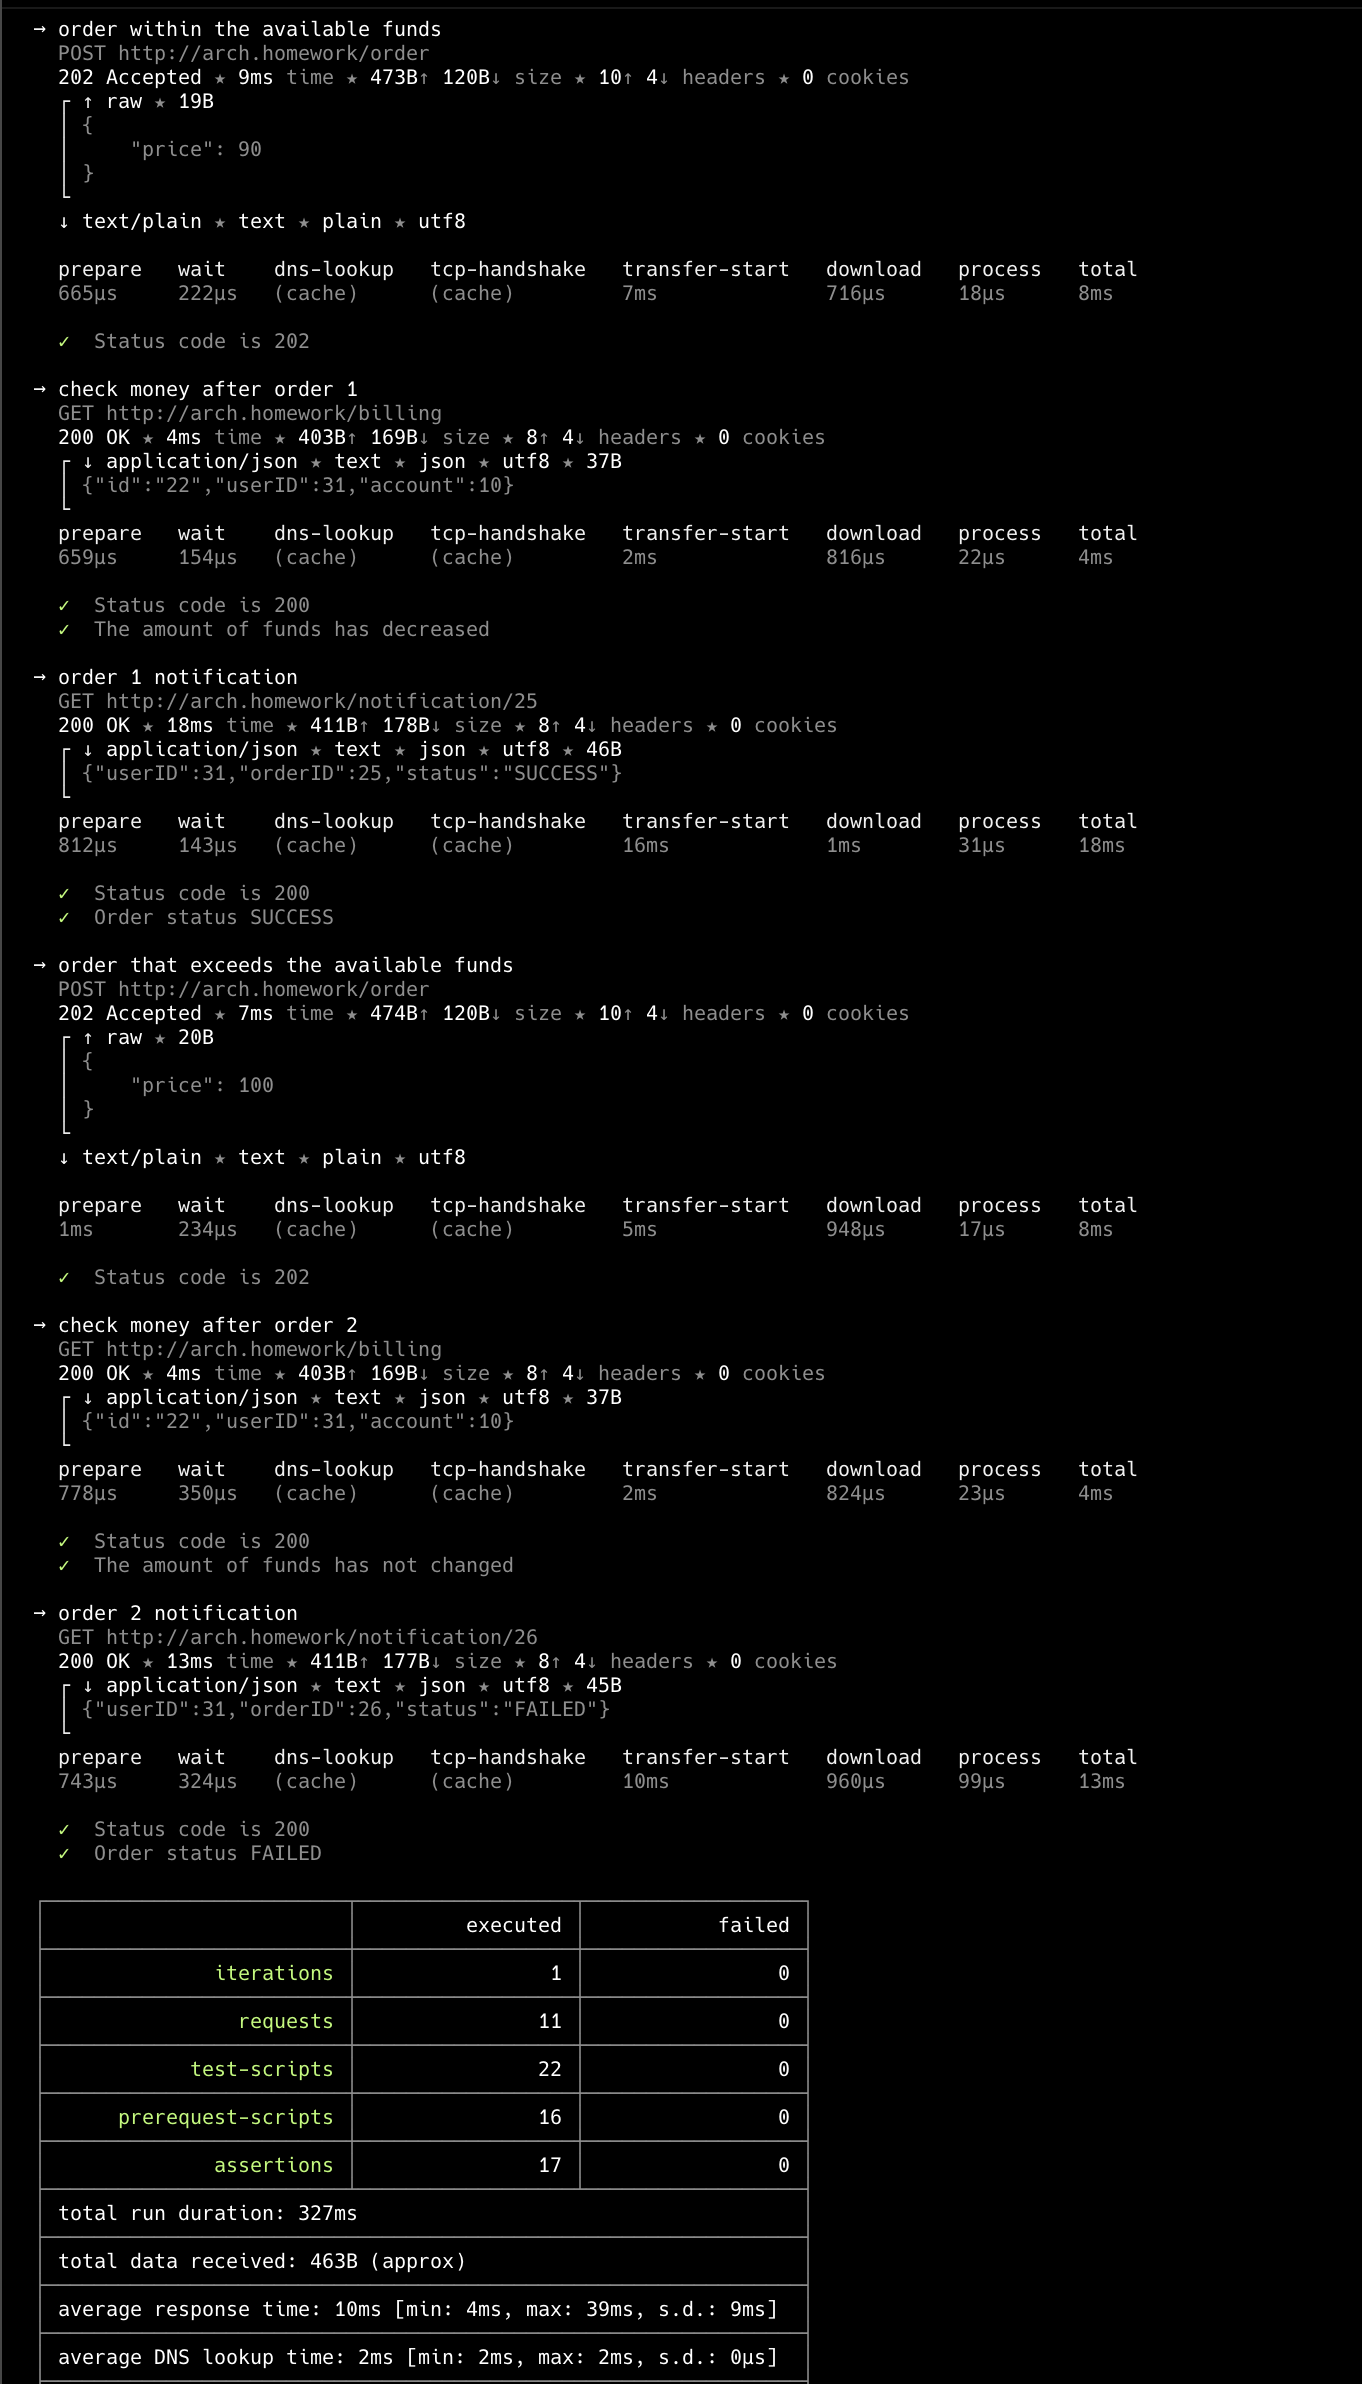 → order within the available funds
POST http://arch.homework/order
202 Accepted ★ 9ms time ★ 473B↑ 120B↓ size ★ 10↑ 4↓ headers ★ 0 cookies
↑ raw ★ 19B
{
"price": 90
}
↓ text/plain ★ text ★ plain ★ utf8
prepare wait dns-lookup tcp-handshake transfer-start download process total
665µs 222µs (cache) (cache) 7ms 716µs 18µs 8ms
✓ Status code is 202
→ check money after order 1
GET http://arch.homework/billing
200 OK ★ 4ms time ★ 403B↑ 169B↓ size ★ 8↑ 4↓ headers ★ 0 cookies
↓ application/json ★ text ★ json ★ utf8 ★ 37B
{"id":"22","userID":31,"account":10}
prepare wait dns-lookup tcp-handshake transfer-start download process total
659µs 154µs (cache) (cache) 2ms 816µs 22µs 4ms
✓ Status code is 200
✓ The amount of funds has decreased
→ order 1 notification
GET http://arch.homework/notification/25
200 OK ★ 18ms time ★ 411B↑ 178B↓ size ★ 8↑ 4↓ headers ★ 0 cookies
↓ application/json ★ text ★ json ★ utf8 ★ 46B
{"userID":31,"orderID":25,"status":"SUCCESS"}
prepare wait dns-lookup tcp-handshake transfer-start download process total
812µs 143µs (cache) (cache) 16ms 1ms 31µs 18ms
✓ Status code is 200
✓ Order status SUCCESS
→ order that exceeds the available funds
POST http://arch.homework/order
202 Accepted ★ 7ms time ★ 474B↑ 120B↓ size ★ 10↑ 4↓ headers ★ 0 cookies
↑ raw ★ 20B
{
"price": 100
}
↓ text/plain ★ text ★ plain ★ utf8
prepare wait dns-lookup tcp-handshake transfer-start download process total
1ms 234µs (cache) (cache) 5ms 948µs 17µs 8ms
✓ Status code is 202
→ check money after order 2
GET http://arch.homework/billing
200 OK ★ 4ms time ★ 403B↑ 169B↓ size ★ 8↑ 4↓ headers ★ 0 cookies
↓ application/json ★ text ★ json ★ utf8 ★ 37B
{"id":"22","userID":31,"account":10}
prepare wait dns-lookup tcp-handshake transfer-start download process total
778µs 350µs (cache) (cache) 2ms 824µs 23µs 4ms
✓ Status code is 200
✓ The amount of funds has not changed
→ order 2 notification
GET http://arch.homework/notification/26
200 OK ★ 13ms time ★ 411B↑ 177B↓ size ★ 8↑ 4↓ headers ★ 0 cookies
↓ application/json ★ text ★ json ★ utf8 ★ 45B
{"userID":31,"orderID":26,"status":"FAILED"}
prepare wait dns-lookup tcp-handshake transfer-start download process total
743µs 324µs (cache) (cache) 10ms 960µs 99µs 13ms
✓ Status code is 200
✓ Order status FAILED
executed failed
iterations 1 0
requests 11 0
test-scripts 22 0
prerequest-scripts 16 0
assertions 17 0
total run duration: 327ms
total data received: 463B (approx)
average response time: 10ms [min: 4ms, max: 39ms, s.d.: 9ms]
average DNS lookup time: 2ms [min: 2ms, max: 2ms, s.d.: 0µs]